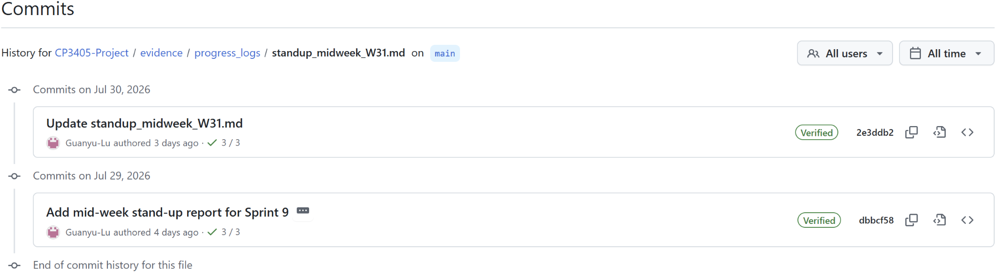 Commits
History for CP3405-Project / evidence / progress_logs / standup_midweek_W31.md on main
All users
All time
Commits on Jul 30, 2026
Update standup_midweek_W31.md
Guanyu-Lu authored 3 days ago · 3 / 3
Verified
2e3ddb2
Commits on Jul 29, 2026
Add mid-week stand-up report for Sprint 9
Guanyu-Lu authored 4 days ago · 3 / 3
Verified
dbbcf58
End of commit history for this file